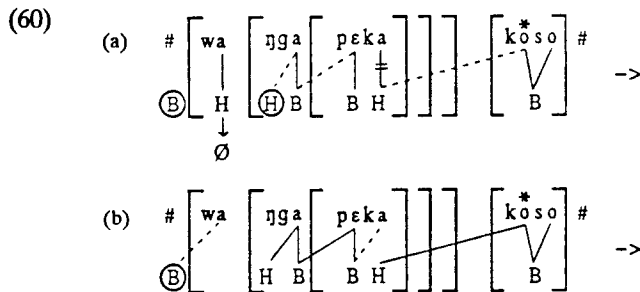 (60)
(a) # [ wa [ ŋga [ pɛka ] ] ] [ koso ] # —>
*
Ⓑ H Ⓗ B B H B
Ø
(b) # [ wa [ ŋga [ pɛka ] ] ] [ koso ] # —>
*
Ⓑ H B B H B